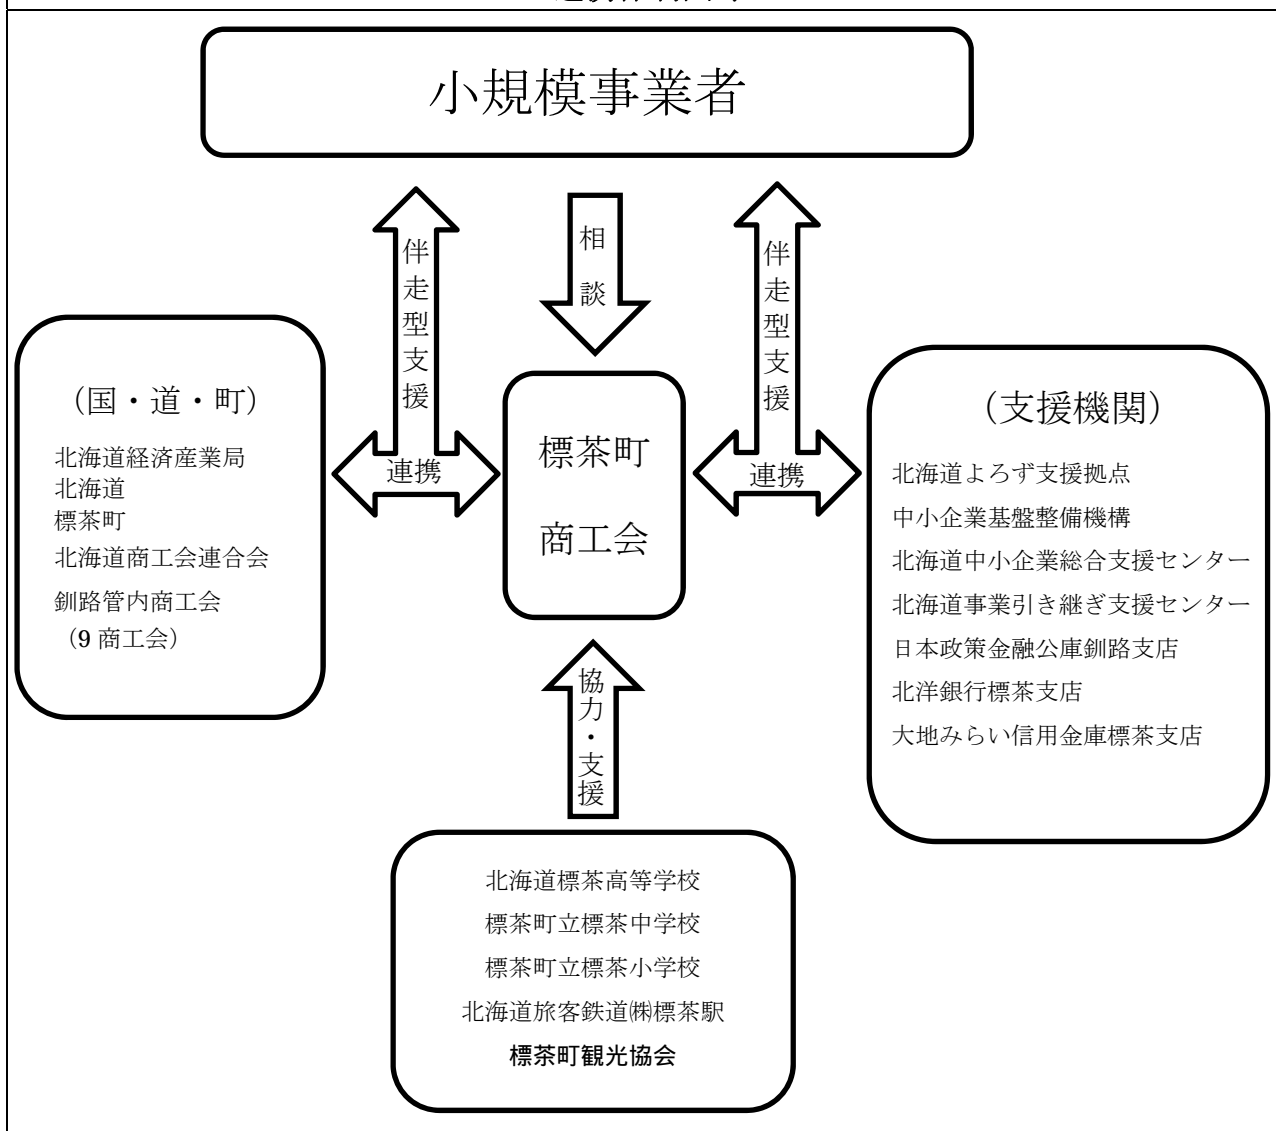 小規模事業者
伴走型支援
相談
伴走型支援
（国・道・町）
北海道経済産業局
北海道
標茶町
北海道商工会連合会
釧路管内商工会
（9 商工会）
連携
標茶町
商工会
連携
（支援機関）
北海道よろず支援拠点
中小企業基盤整備機構
北海道中小企業総合支援センター
北海道事業引き継ぎ支援センター
日本政策金融公庫釧路支店
北洋銀行標茶支店
大地みらい信用金庫標茶支店
協力・支援
北海道標茶高等学校
標茶町立標茶中学校
標茶町立標茶小学校
北海道旅客鉄道㈱標茶駅
標茶町観光協会